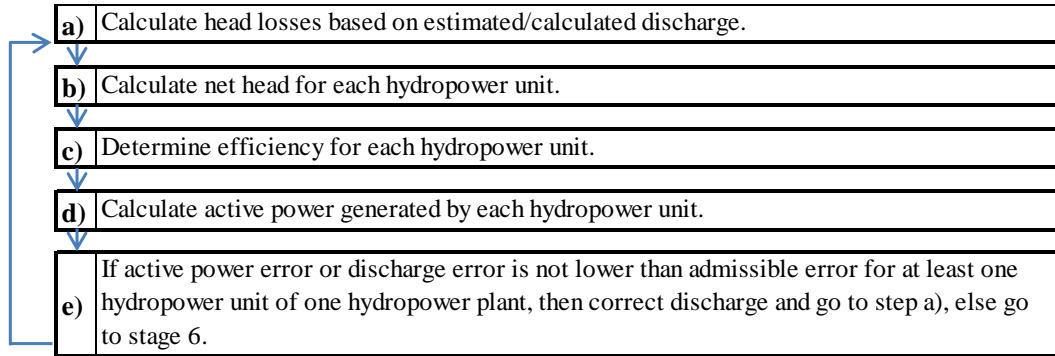 a) Calculate head losses based on estimated/calculated discharge.
b) Calculate net head for each hydropower unit.
c) Determine efficiency for each hydropower unit.
d) Calculate active power generated by each hydropower unit.
If active power error or discharge error is not lower than admissible error for at least one
e) hydropower unit of one hydropower plant, then correct discharge and go to step a), else go
to stage 6.